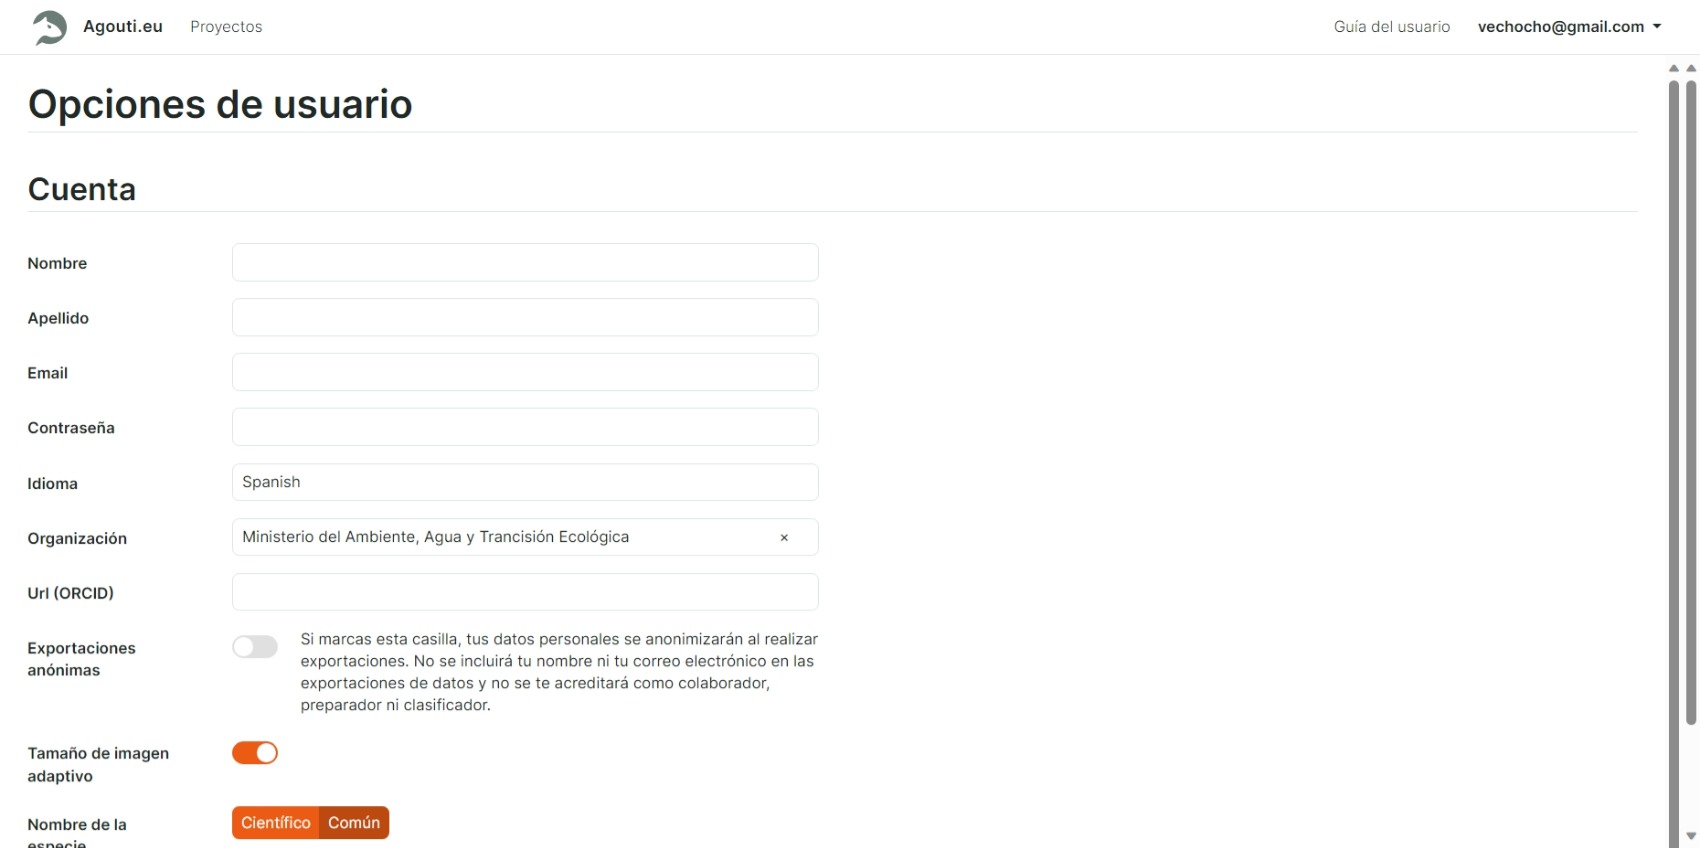 Agouti.eu
Proyectos
Guía del usuario
vechocho@gmail.com
Opciones de usuario
Cuenta
Nombre
Apellido
Email
Contraseña
Idioma
Spanish
Organización
Ministerio del Ambiente, Agua y Trancisión Ecológica
×
Url (ORCID)
Exportaciones
anónimas
Si marcas esta casilla, tus datos personales se anonimizarán al realizar
exportaciones. No se incluirá tu nombre ni tu correo electrónico en las
exportaciones de datos y no se te acreditará como colaborador,
preparador ni clasificador.
Tamaño de imagen
adaptivo
Nombre de la
especie
Científico
Común